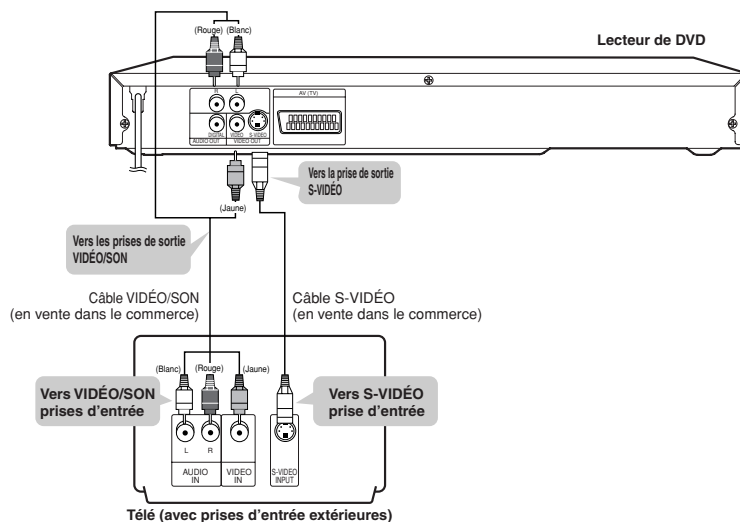 (Rouge) (Blanc)
Lecteur de DVD
R L
AV (TV)
DIGITAL VIDEO S-VIDEO
AUDIO OUT VIDEO OUT
Vers la prise de sortie
S-VIDÉO
(Jaune)
Vers les prises de sortie
VIDÉO/SON
Câble VIDÉO/SON
(en vente dans le commerce)
Câble S-VIDÉO
(en vente dans le commerce)
(Blanc) (Rouge) (Jaune)
Vers VIDÉO/SON
prises d'entrée
Vers S-VIDÉO
prise d'entrée
L R
AUDIO
IN
VIDEO
IN
S-VIDEO
INPUT
Télé (avec prises d'entrée extérieures)